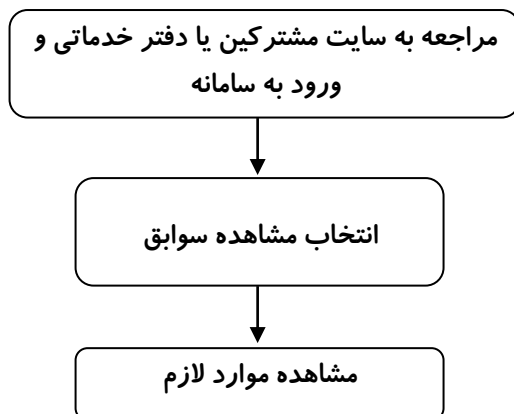 مراجعه به سایت مشترکین یا دفتر خدماتی و
ورود به سامانه
انتخاب مشاهده سوابق
مشاهده موارد لازم